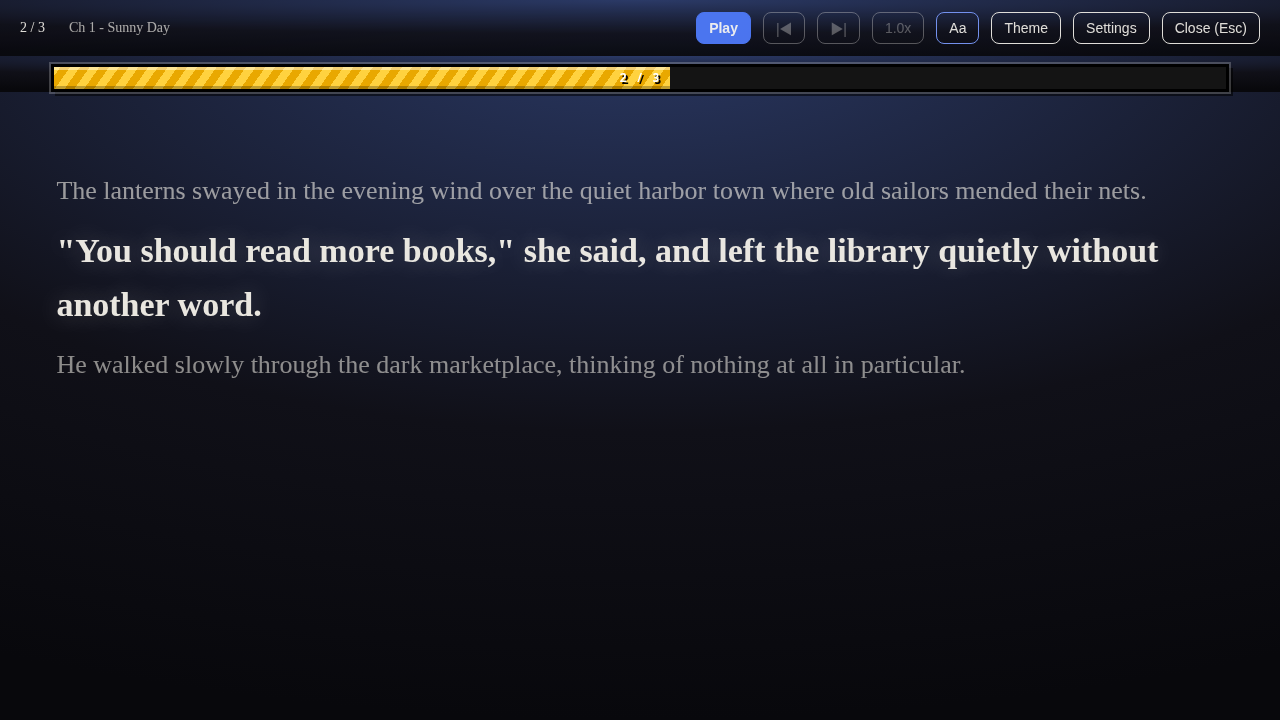 2 / 3 Ch 1 - Sunny Day Play 1.0x Aa Theme Settings Close (Esc)
2 / 3
The lanterns swayed in the evening wind over the quiet harbor town where old sailors mended their nets.
"You should read more books," she said, and left the library quietly without
another word.
He walked slowly through the dark marketplace, thinking of nothing at all in particular.